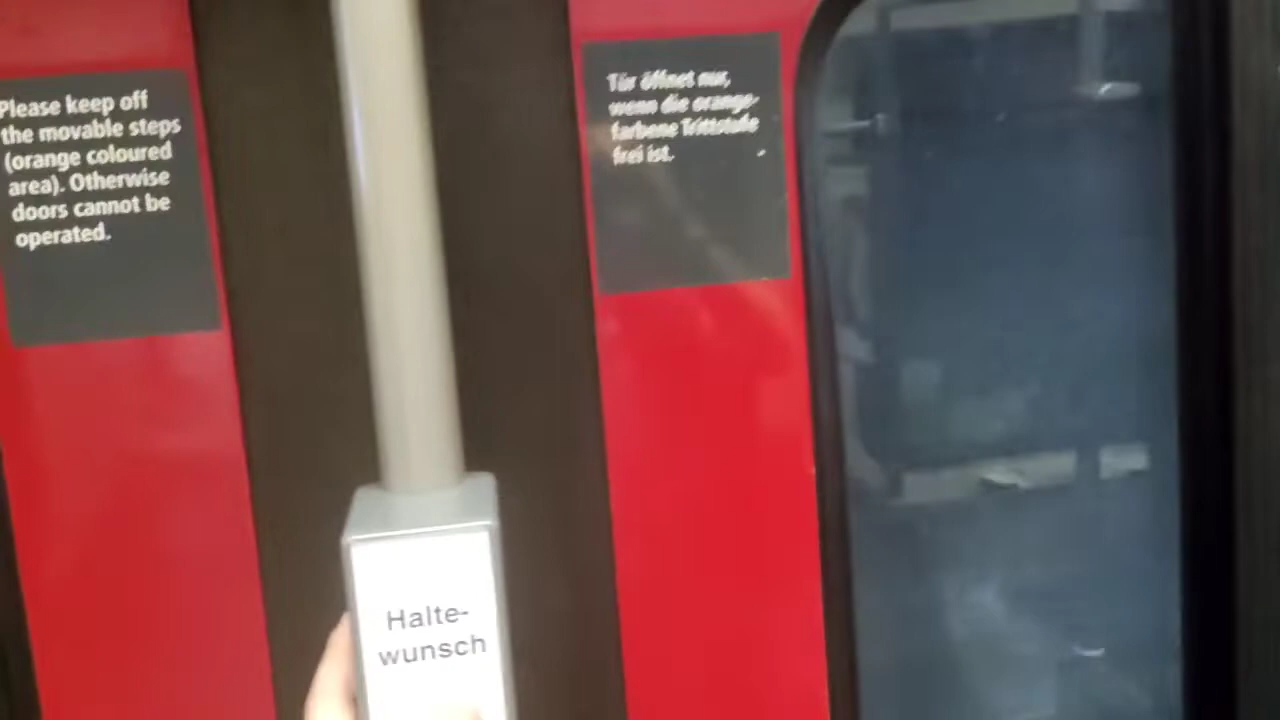 Please keep off
the movable steps
(orange coloured
area). Otherwise
doors cannot be
operated.
Tür öffnet nur,
wenn die orange-
farbene Trittstufe
frei ist.
Halte-
wunsch